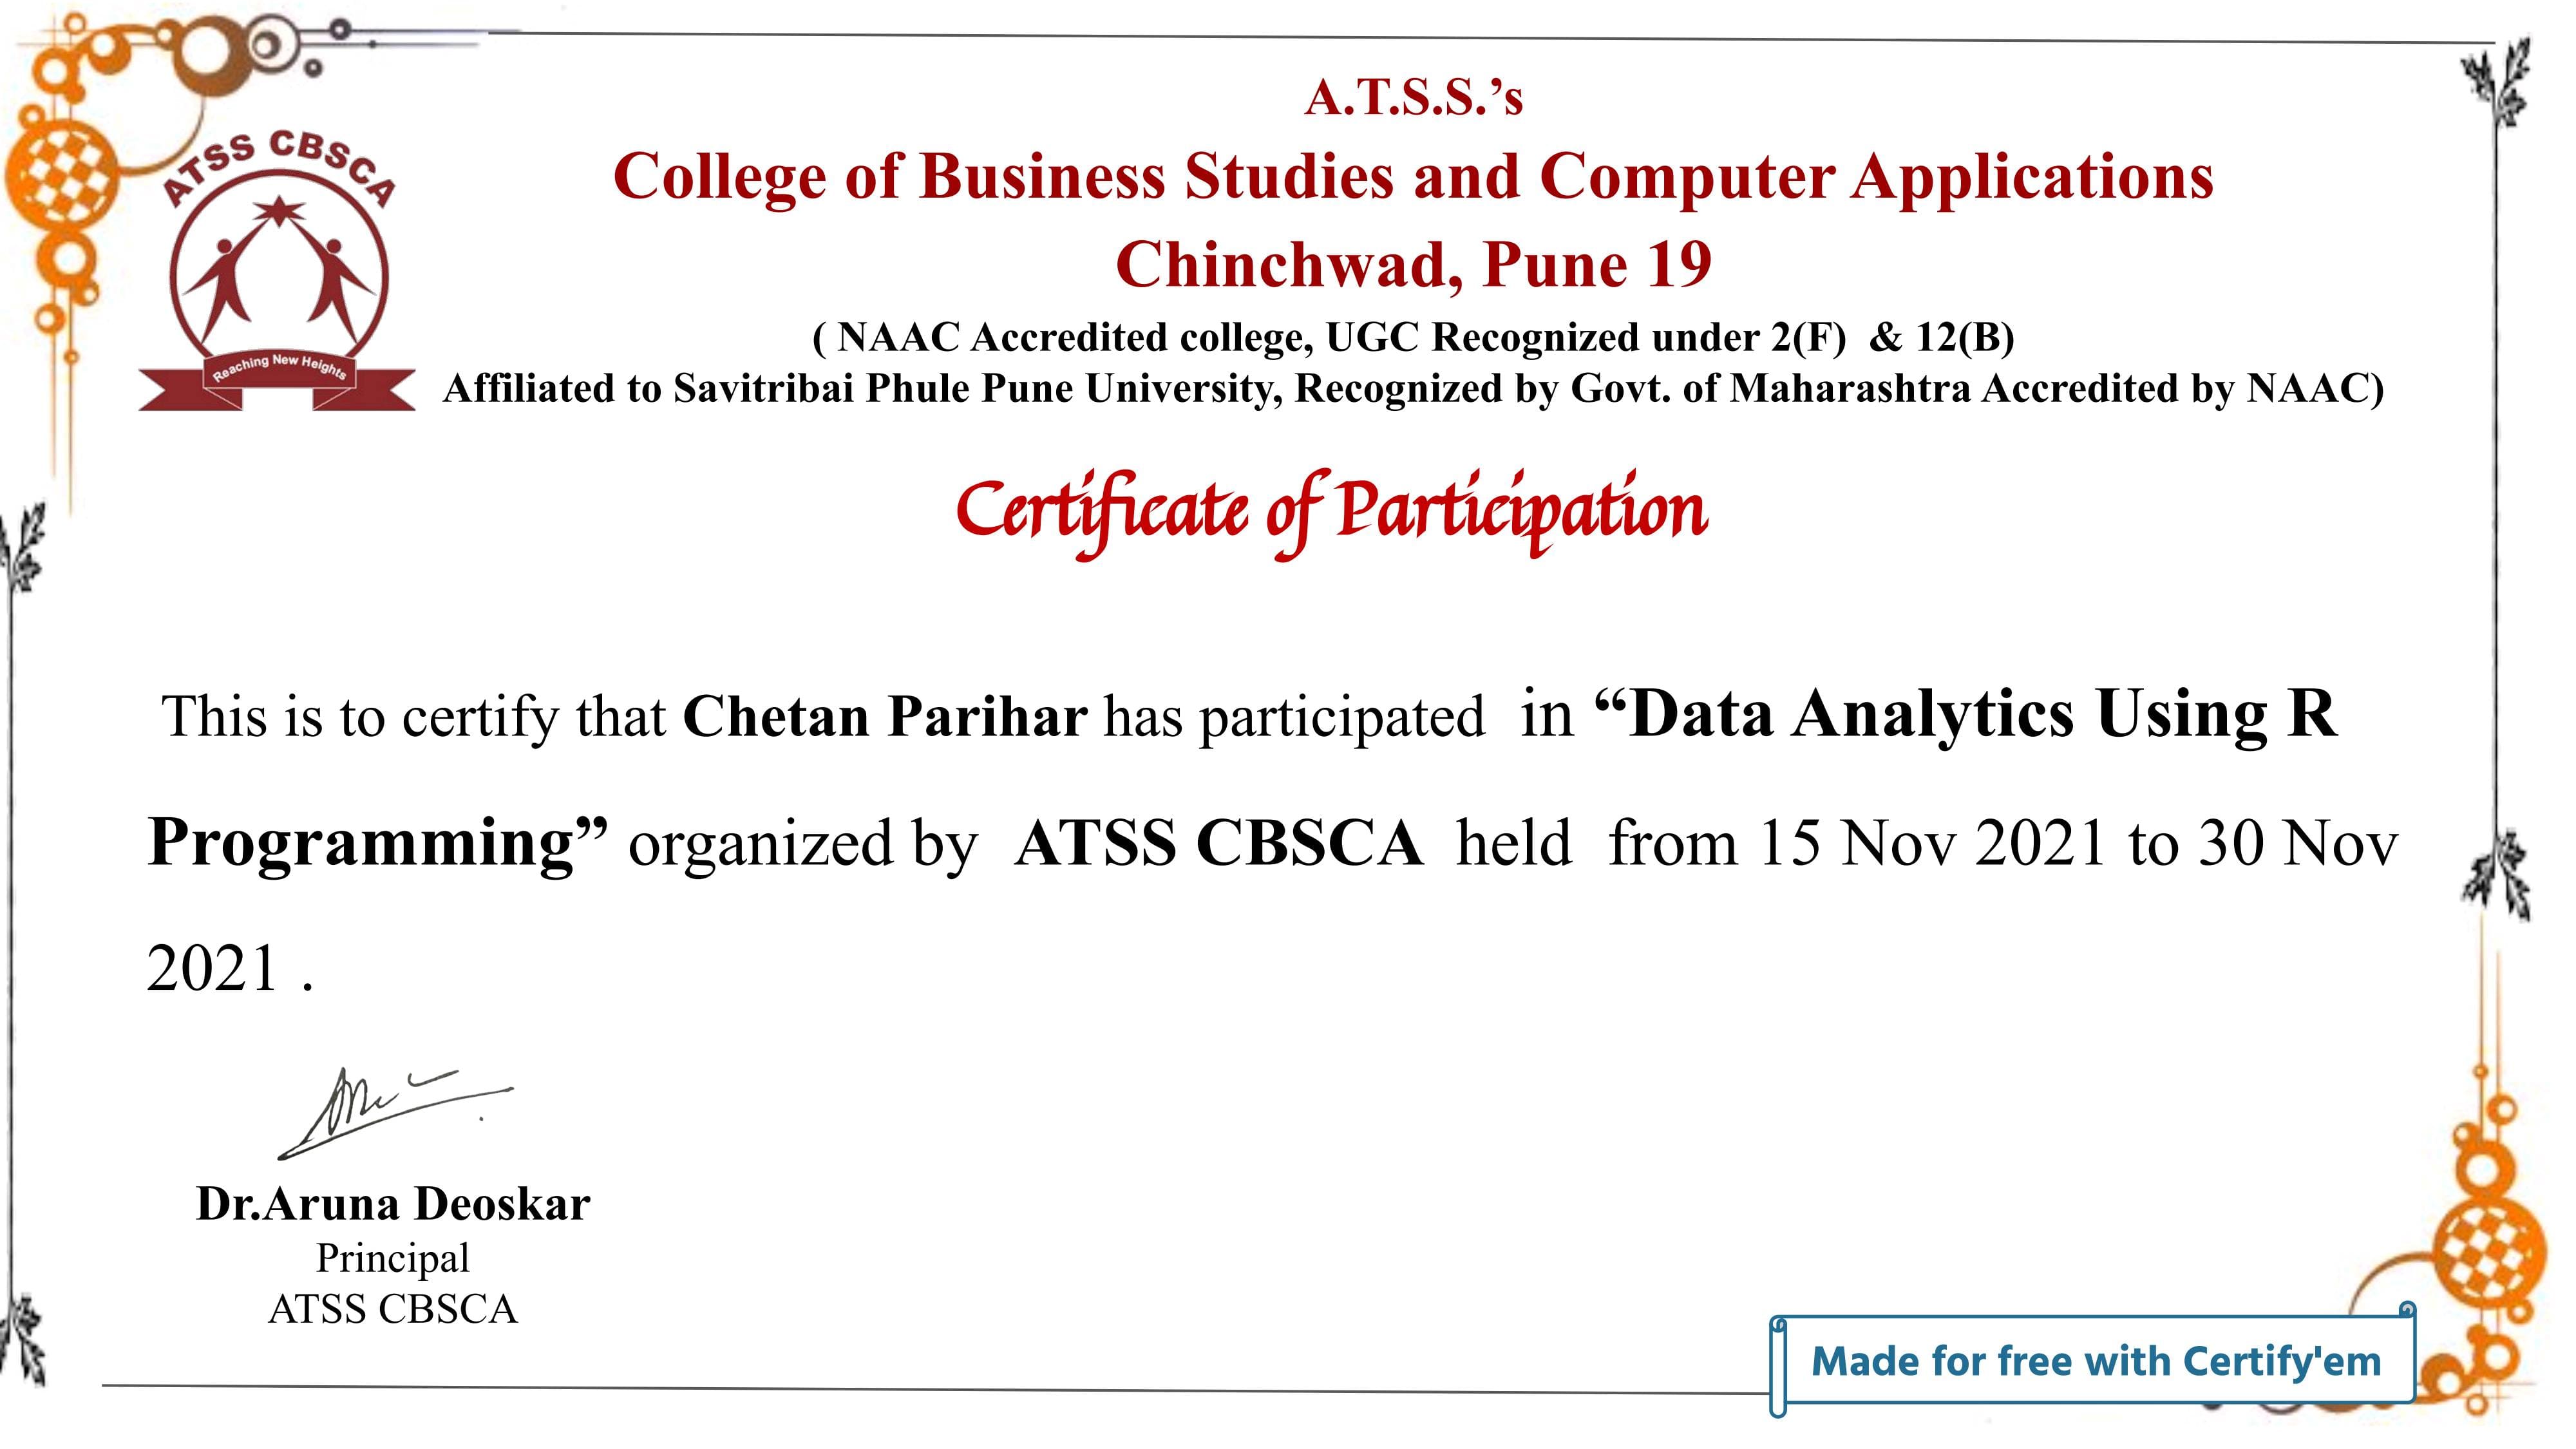 ATSS CBSCA
Reaching New Heights
A.T.S.S.’s
College of Business Studies and Computer Applications
Chinchwad, Pune 19
( NAAC Accredited college, UGC Recognized under 2(F) & 12(B)
Affiliated to Savitribai Phule Pune University, Recognized by Govt. of Maharashtra Accredited by NAAC)
Certificate of Participation
This is to certify that Chetan Parihar has participated in “Data Analytics Using R
Programming” organized by ATSS CBSCA held from 15 Nov 2021 to 30 Nov
2021 .
Dr.Aruna Deoskar
Principal
ATSS CBSCA
Made for free with Certify'em